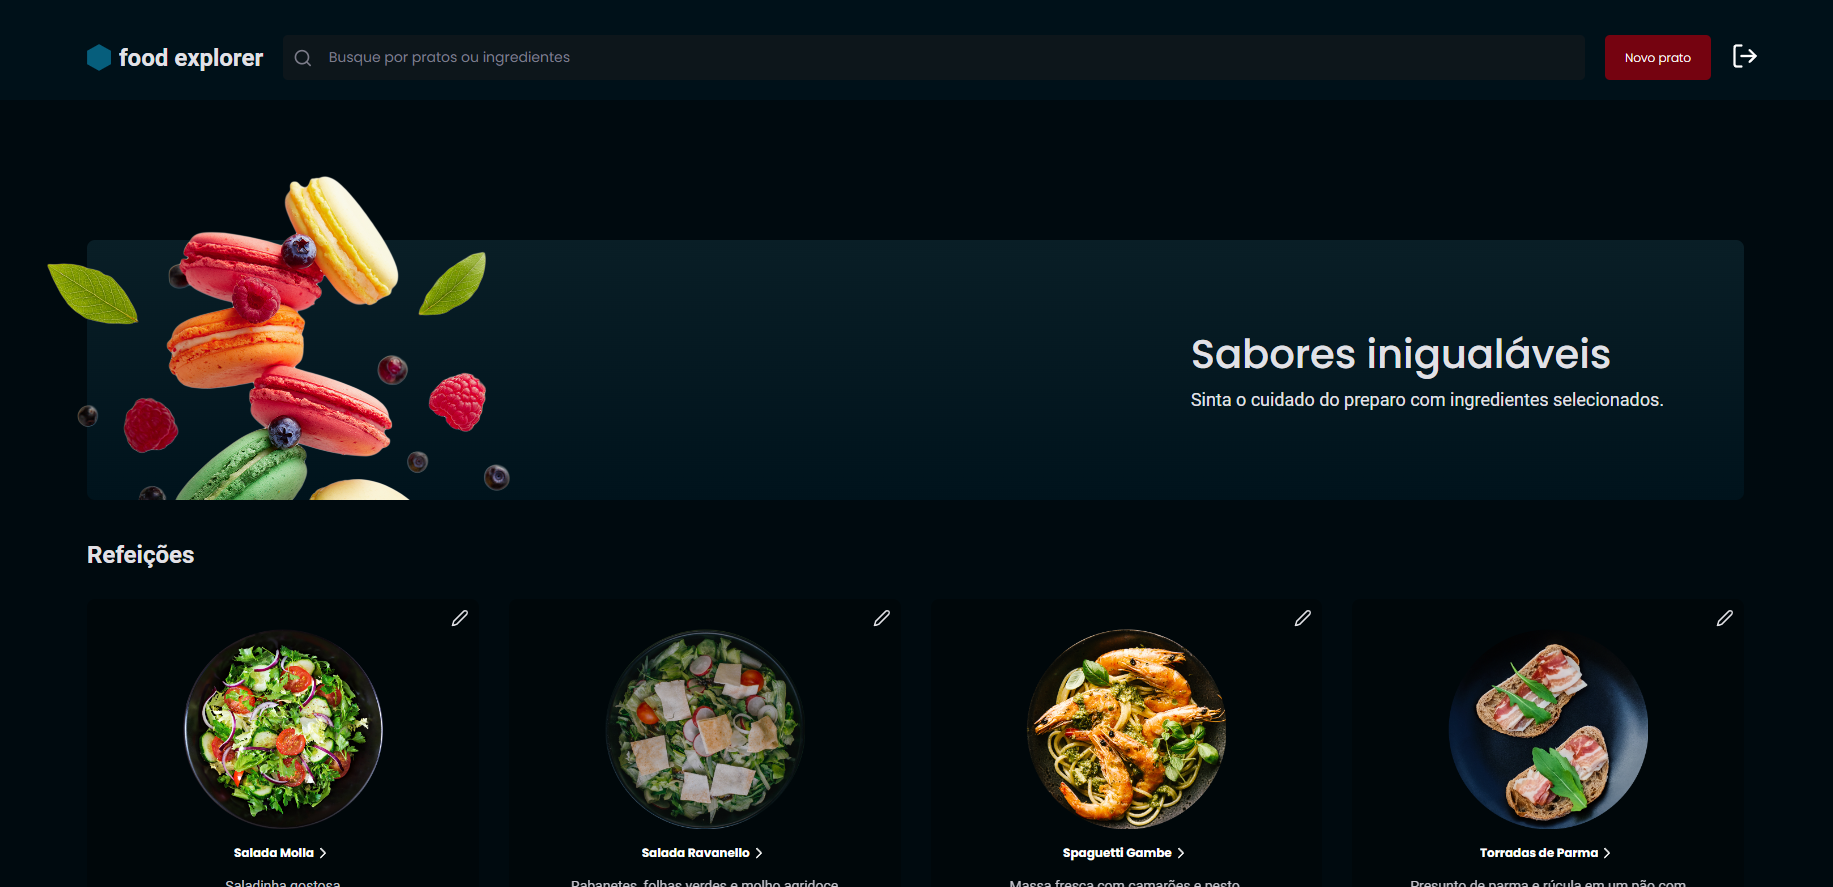 food explorer
Busque por pratos ou ingredientes
Novo prato
Sabores inigualáveis
Sinta o cuidado do preparo com ingredientes selecionados.
Refeições
Salada Molla >
Salada Ravanello >
Spaguetti Gambe >
Torradas de Parma >
Saladinha gostosa
Rabanetes, folhas verdes e molho agridoce
Massa fresca com camarões e pesto
Presunto de parma e rúcula em um pão com